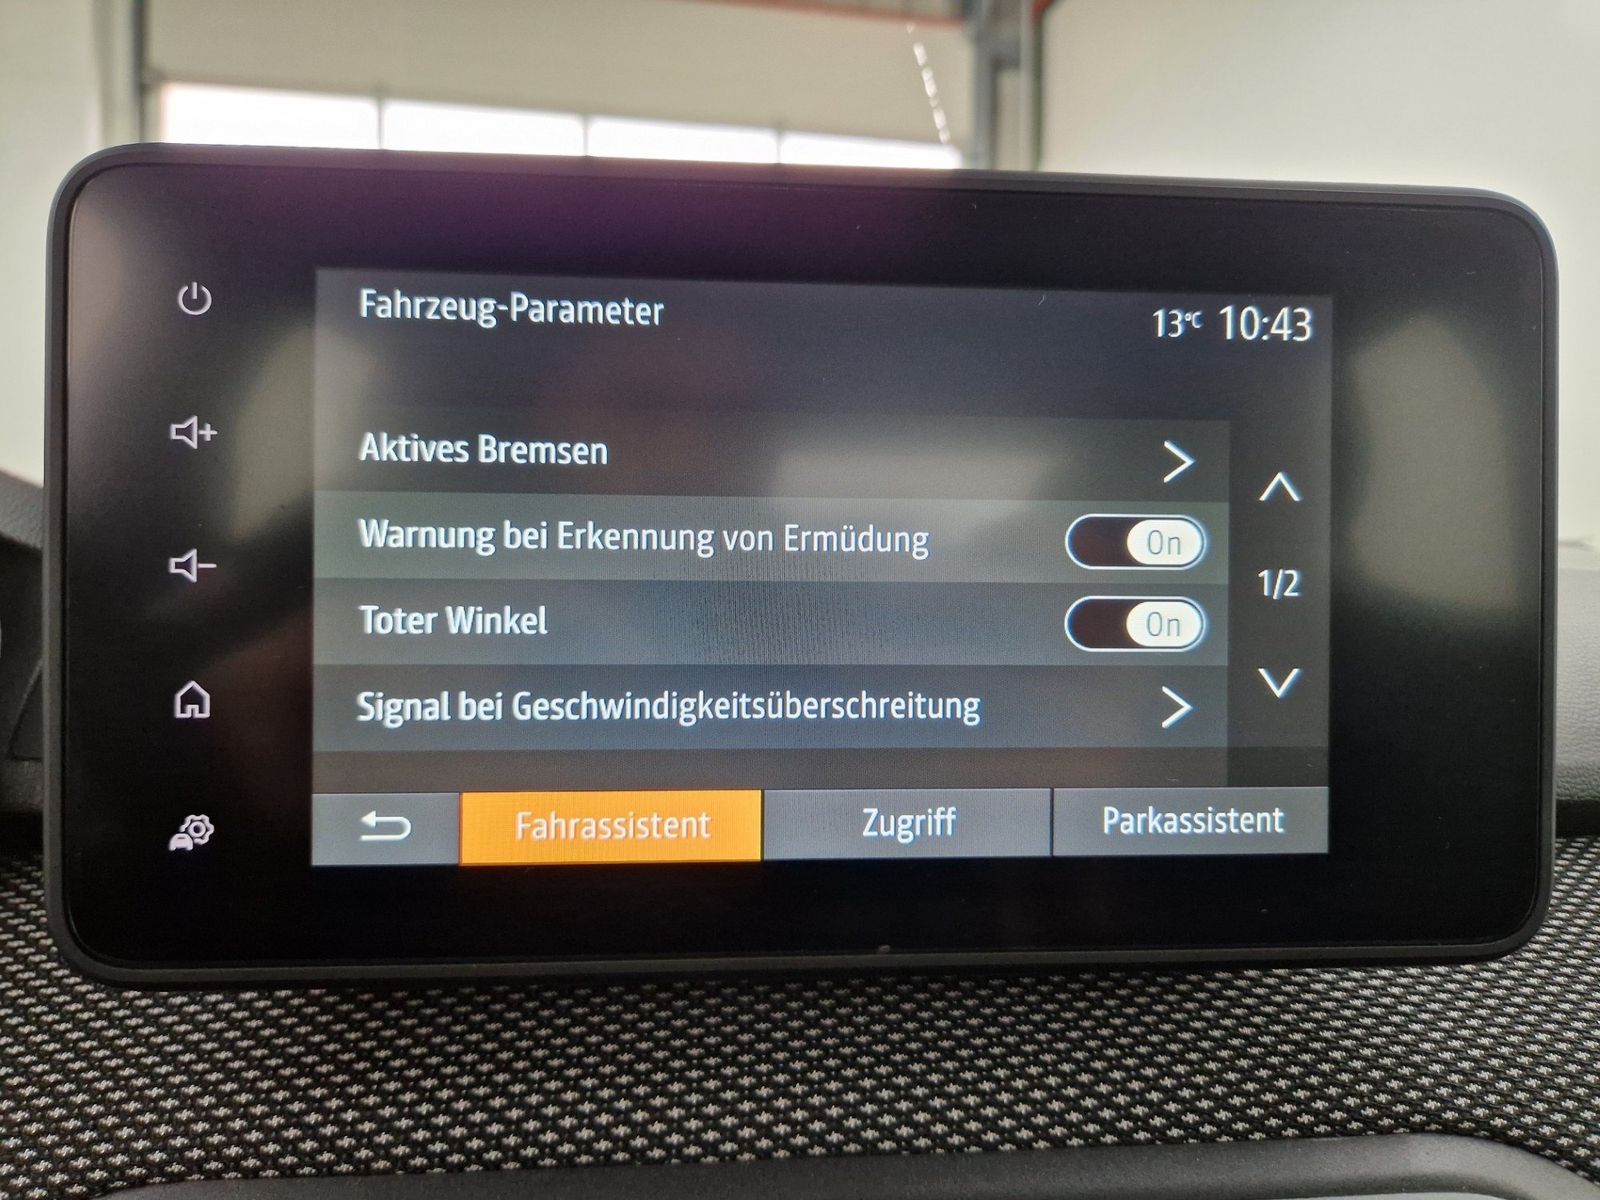 Fahrzeug-Parameter
13°C 10:43
Aktives Bremsen
Warnung bei Erkennung von Ermüdung On
Toter Winkel On
1/2
Signal bei Geschwindigkeitsüberschreitung
Fahrassistent Zugriff Parkassistent